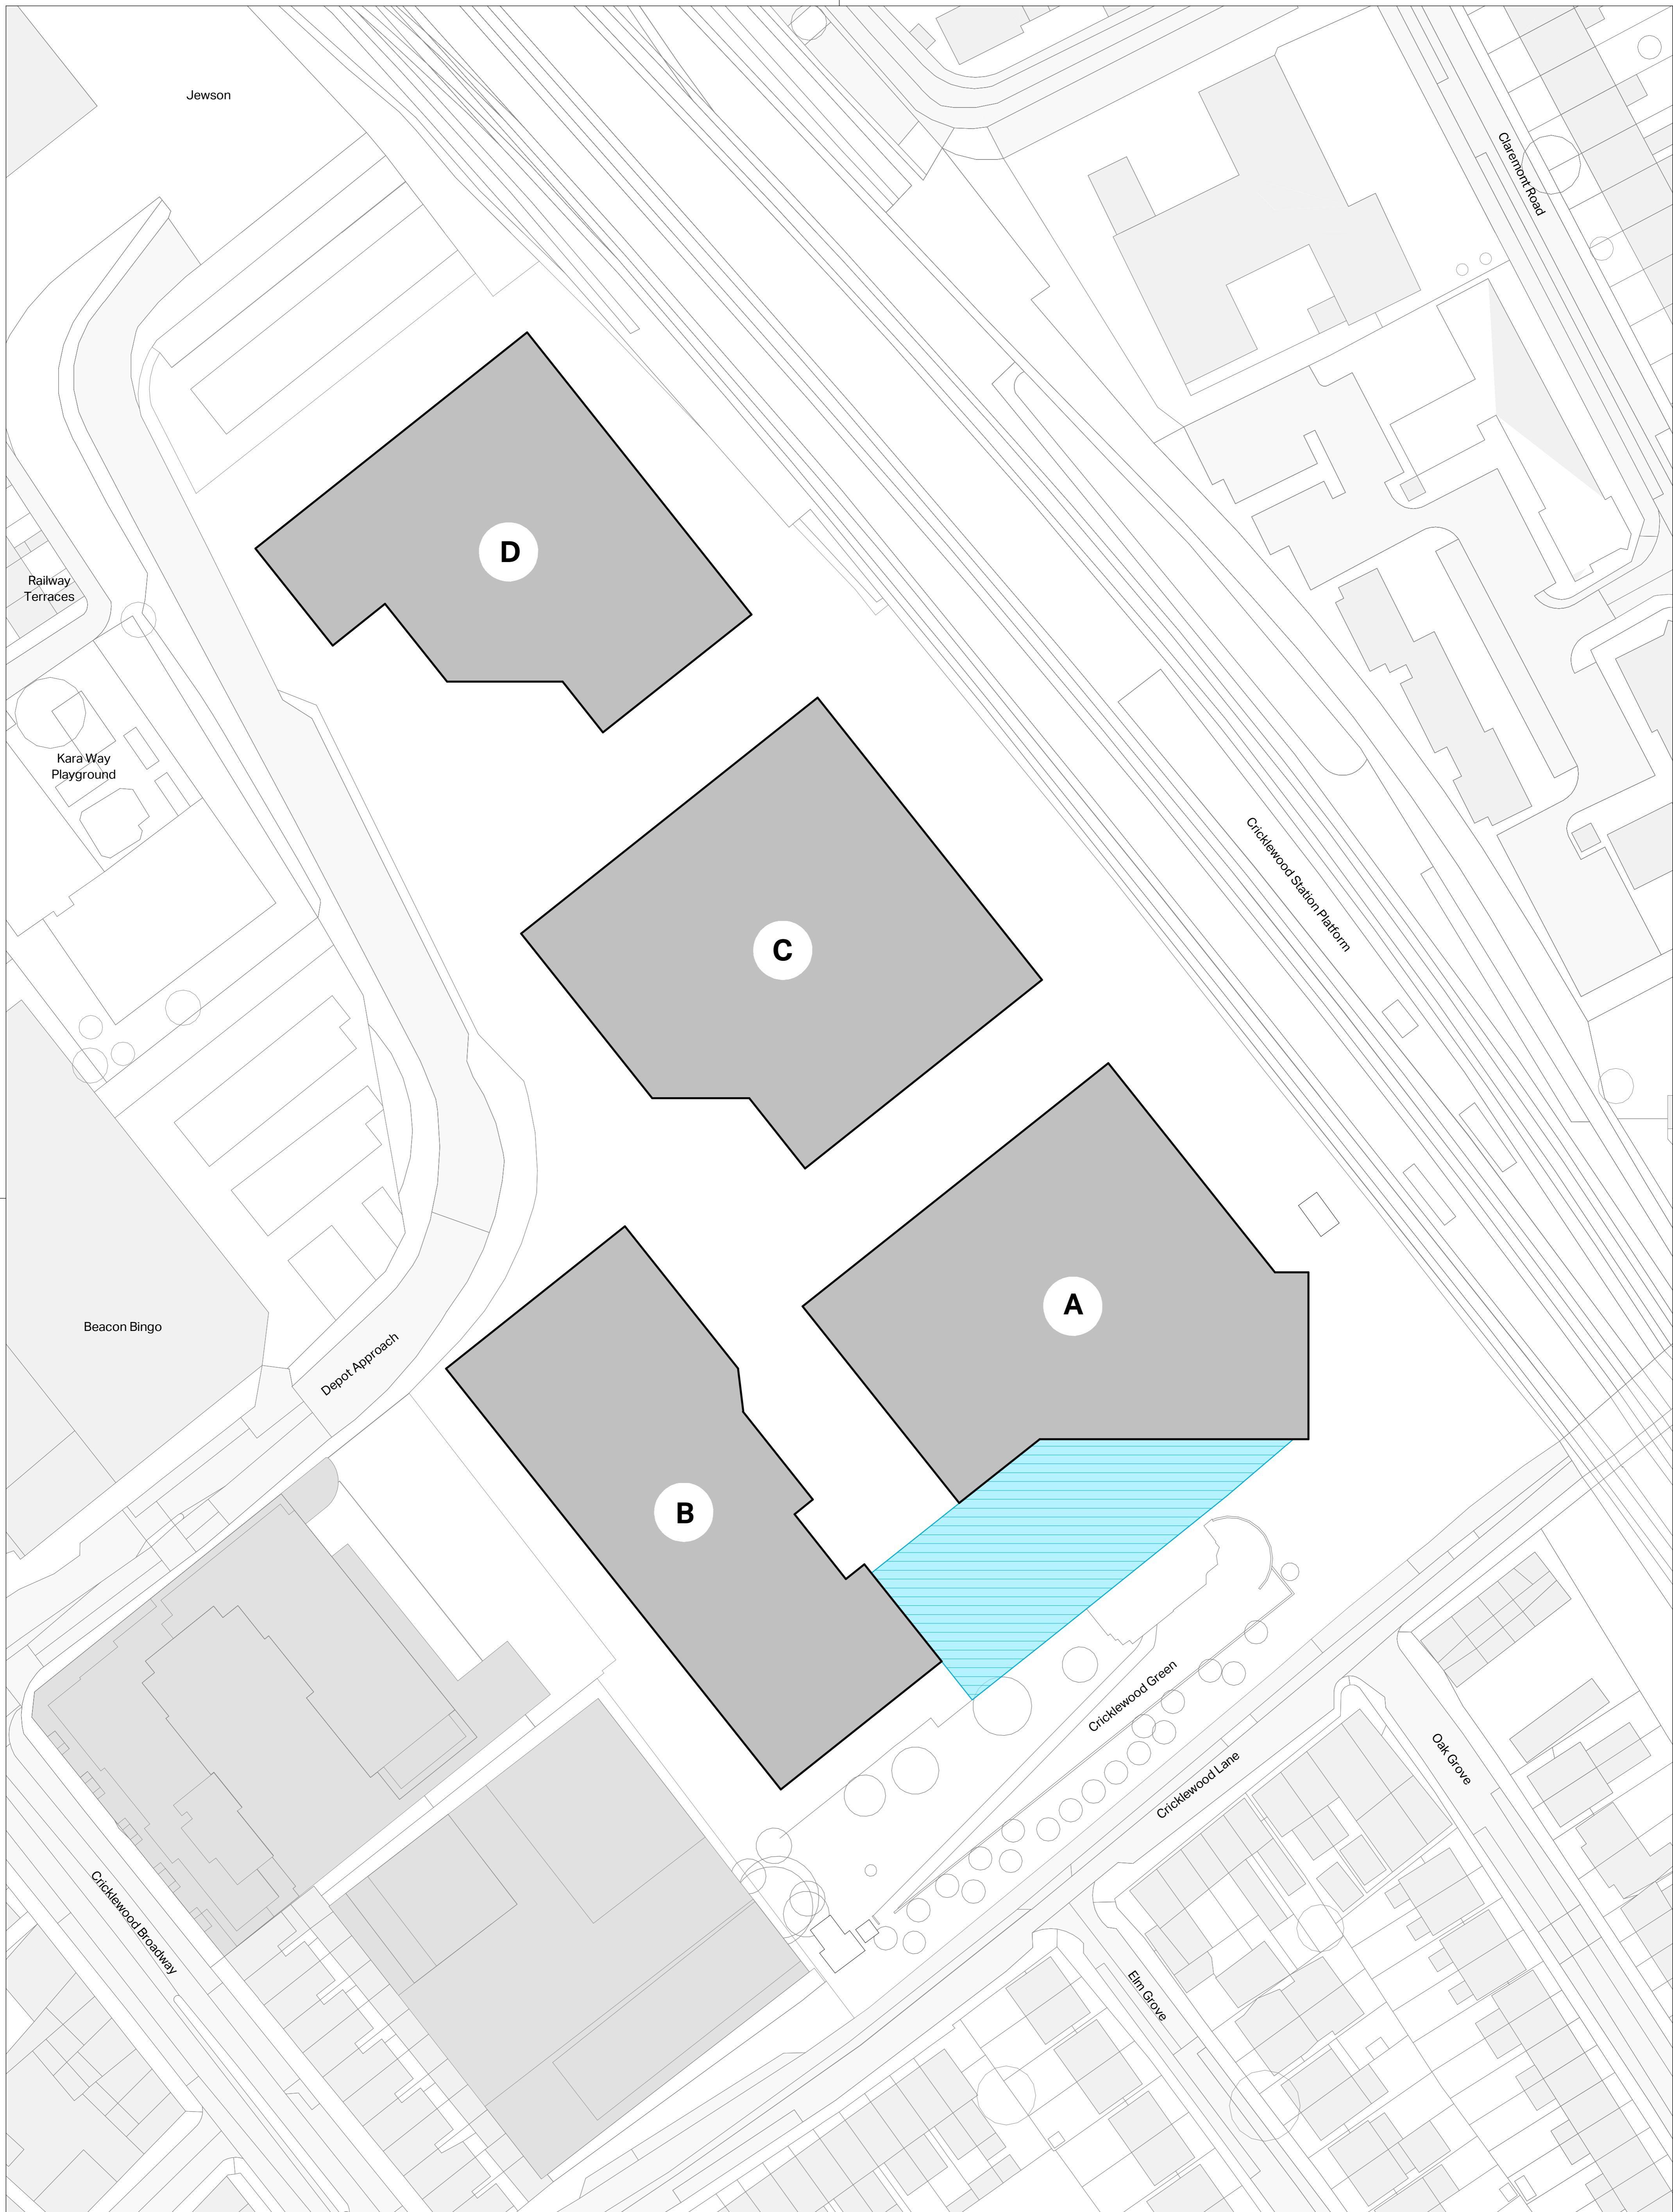 Jewson
Claremont Road
D
Railway
Terraces
Kara Way
Playground
Cricklewood Station Platform
C
A
Beacon Bingo
Depot Approach
B
Cricklewood Green
Cricklewood Lane
Oak Grove
Cricklewood Broadway
Elm Grove